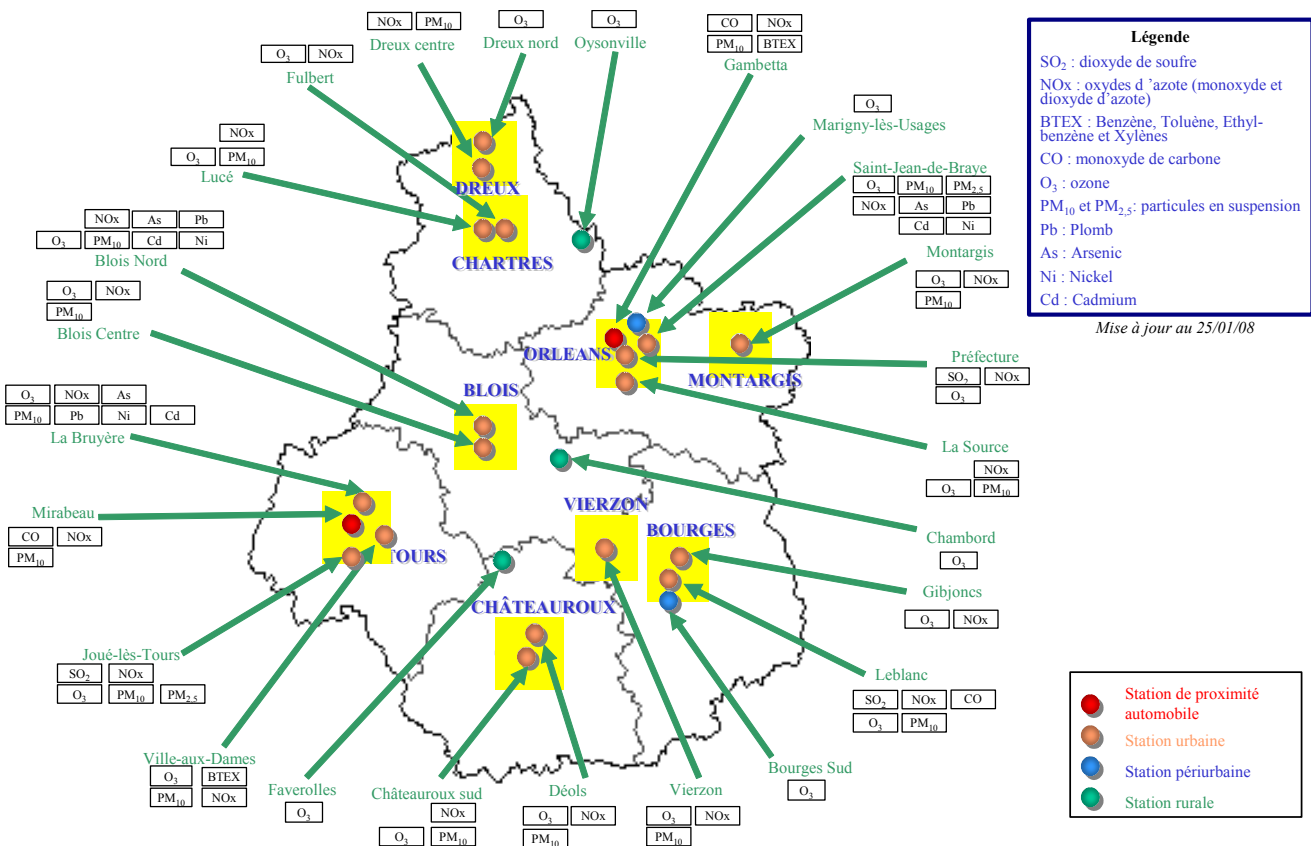 NOx PM₁₀
Dreux centre
O₃
Dreux nord
O₃
Oysonville
CO NOx
PM₁₀ BTEX
Gambetta
O₃ NOx
Fulbert
O₃
Marigny-lès-Usages
NOx
O₃ PM₁₀
Lucé
Saint-Jean-de-Braye
O₃ PM₁₀ PM₂,₅
NOx As Pb
Cd Ni
NOx As Pb
O₃ PM₁₀ Cd Ni
Blois Nord
Montargis
O₃ NOx
PM₁₀
O₃ NOx
PM₁₀
Blois Centre
Préfecture
SO₂ NOx
O₃
O₃ NOx As
PM₁₀ Pb Ni Cd
La Bruyère
La Source
NOx
O₃ PM₁₀
Mirabeau
CO NOx
PM₁₀
Chambord
O₃
Gibjoncs
O₃ NOx
Joué-lès-Tours
SO₂ NOx
O₃ PM₁₀ PM₂,₅
Leblanc
SO₂ NOx CO
O₃ PM₁₀
Ville-aux-Dames
O₃ BTEX
PM₁₀ NOx
Faverolles
O₃
Châteauroux sud
NOx
O₃ PM₁₀
Déols
O₃ NOx
PM₁₀
Vierzon
O₃ NOx
PM₁₀
Bourges Sud
O₃
DREUX
CHARTRES
ORLEANS
MONTARGIS
BLOIS
VIERZON
BOURGES
TOURS
CHÂTEAUROUX
Légende
SO₂ : dioxyde de soufre
NOx : oxydes d 'azote (monoxyde et
dioxyde d'azote)
BTEX : Benzène, Toluène, Ethyl-
benzène et Xylènes
CO : monoxyde de carbone
O₃ : ozone
PM₁₀ et PM₂,₅: particules en suspension
Pb : Plomb
As : Arsenic
Ni : Nickel
Cd : Cadmium
Mise à jour au 25/01/08
Station de proximité
automobile
Station urbaine
Station périurbaine
Station rurale